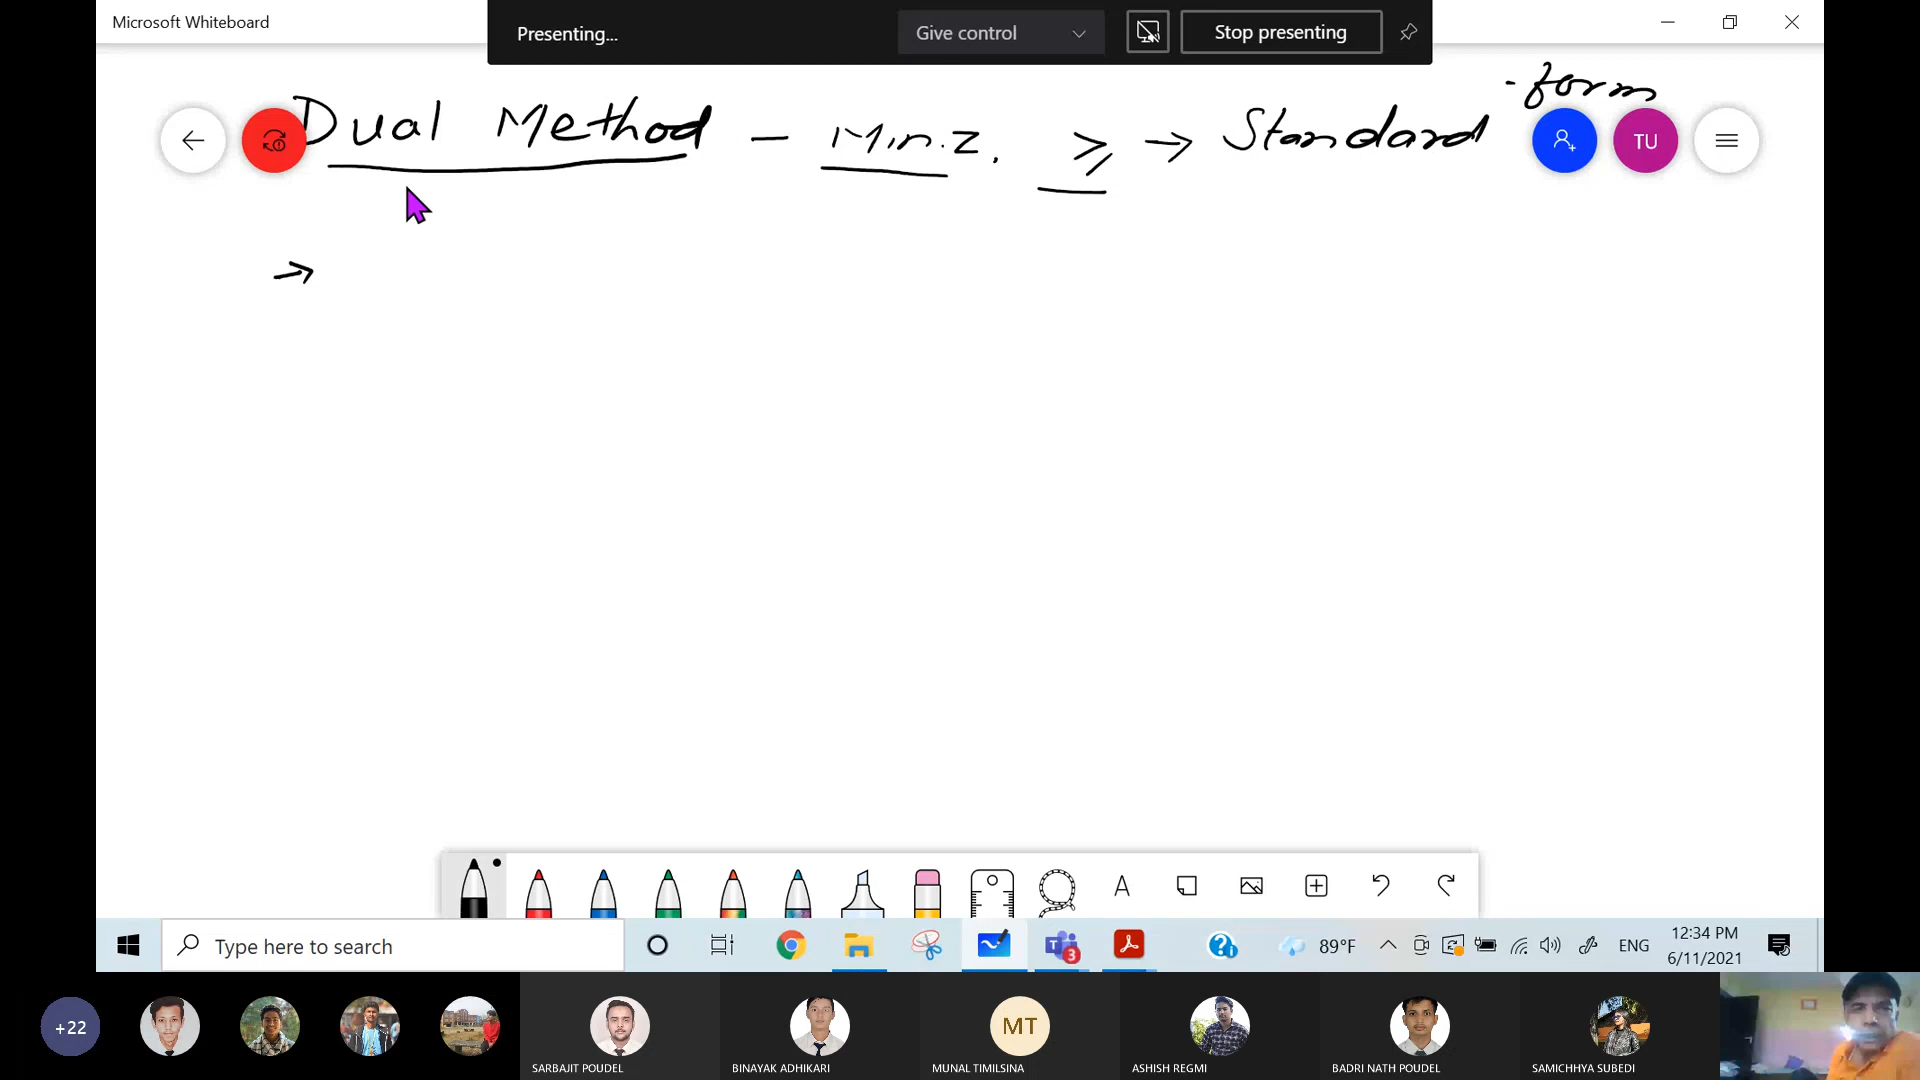 Microsoft Whiteboard
Presenting...
Give control
Stop presenting
- form
Dual Method – Min.z. ≥ → Standard
TU
→
A
Type here to search
3
89°F
ENG
12:34 PM
6/11/2021
+22
MT
SARBAJIT POUDEL
BINAYAK ADHIKARI
MUNAL TIMILSINA
ASHISH REGMI
BADRI NATH POUDEL
SAMICHHYA SUBEDI